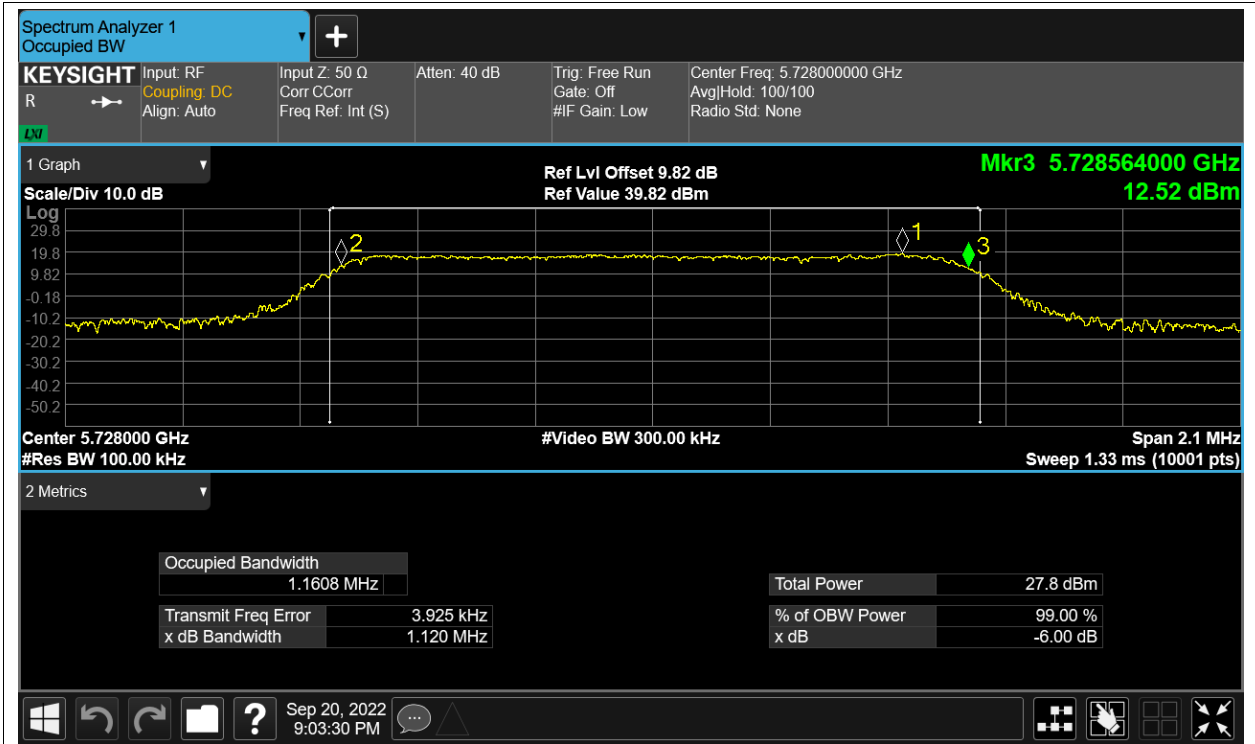 Spectrum Analyzer 1
Occupied BW
KEYSIGHT
R
LXI
Input: RF
Coupling: DC
Align: Auto
Input Z: 50 Ω
Corr CCorr
Freq Ref: Int (S)
Atten: 40 dB
Trig: Free Run
Gate: Off
#IF Gain: Low
Center Freq: 5.728000000 GHz
Avg|Hold: 100/100
Radio Std: None
1 Graph
Scale/Div 10.0 dB
Ref Lvl Offset 9.82 dB
Ref Value 39.82 dBm
Mkr3 5.728564000 GHz
12.52 dBm
Log
29.8
19.8
9.82
-0.18
-10.2
-20.2
-30.2
-40.2
-50.2
2
1
3
Center 5.728000 GHz
#Video BW 300.00 kHz
Span 2.1 MHz
#Res BW 100.00 kHz
Sweep 1.33 ms (10001 pts)
2 Metrics
Occupied Bandwidth
1.1608 MHz
Transmit Freq Error 3.925 kHz
x dB Bandwidth 1.120 MHz
Total Power 27.8 dBm
% of OBW Power 99.00 %
x dB -6.00 dB
?
Sep 20, 2022
9:03:30 PM